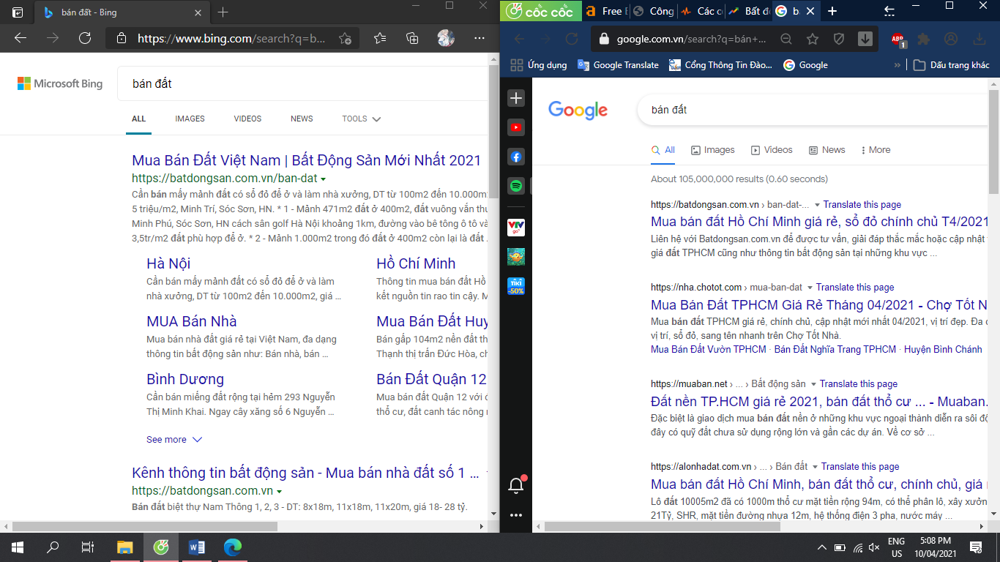 bán đất - Bing
https://www.bing.com/search?q=b...
Microsoft Bing
bán đất
ALL IMAGES VIDEOS NEWS TOOLS
Mua Bán Đất Việt Nam | Bất Động Sản Mới Nhất 2021
https://batdongsan.com.vn/ban-dat
Cần bán mấy mảnh đất có sổ đỏ để ở và làm nhà xưởng, DT từ 100m2 đến 10.000m
5 triệu/m2, Minh Trí, Sóc Sơn, HN. * 1 - Mảnh 471m2 đất ở 400m2, đất vuông vắn thu
Minh Phú, Sóc Sơn, HN cách sân golf Hà Nội khoảng 1km, đường vào bê tông ô tô và
3,5tr/m2 đất phù hợp để ở. * 2 - Mảnh 1.000m2 trong đó đất ở 400m2 còn lại là đất
Hà Nội
Cần bán mấy mảnh đất có sổ đỏ để ở và làm
nhà xưởng, DT từ 100m2 đến 10.000m2, giá ...
Hồ Chí Minh
Thông tin mua bán đất Hồ
kết nguồn tin rao tin cậy. M
MUA Bán Nhà
Mua bán nhà đất giá rẻ tại Việt Nam, đa dạng
thông tin bất động sản như: Bán nhà, bán ...
Mua Bán Đất Huy
Bán gấp 104m2 nền đất th
Thạnh thị trấn Đức Hòa, ch
Bình Dương
Cần bán miếng đất rộng tại hẻm 293 Nguyễn
Thị Minh Khai. Ngay cây xăng số 6 Nguyễn ...
Bán Đất Quận 12
Mua bán đất Quận 12 với
thổ cư, đất canh tác nông
See more
Kênh thông tin bất động sản - Mua bán nhà đất số 1 ...
https://batdongsan.com.vn
Bán đất biệt thự Nam Thông 1, 2, 3 - DT: 8x18m, 11x18m, 11x20m, giá 18- 28 tỷ.
cốc cốc
Free
Công
Các c
Bất đ
b
google.com.vn/search?q=bán+...
ABP
1
Ứng dụng Google Translate Cổng Thông Tin Đào... Google » Dấu trang khác
VTV
go
TIKI
-50%
Google
bán đất
All Images Videos News More
About 105,000,000 results (0.60 seconds)
https://batdongsan.com.vn › ban-dat-... Translate this page
Mua bán đất Hồ Chí Minh giá rẻ, sổ đỏ chính chủ T4/2021
Liên hệ với Batdongsan.com.vn để được tư vấn, giải đáp thắc mắc hoặc cập nhật
giá đất TPHCM cũng như thông tin bất động sản tại những khu vực ...
https://nha.chotot.com › mua-ban-dat Translate this page
Mua Bán Đất TPHCM Giá Rẻ Tháng 04/2021 - Chợ Tốt N
Mua bán đất TPHCM giá rẻ, chính chủ, cập nhật mới nhất 04/2021, vị trí đẹp. Đa
vị trí, sổ đỏ, sang tên nhanh trên Chợ Tốt Nhà.
Mua Bán Đất Vườn TPHCM · Bán Đất Nghĩa Trang TPHCM · Huyện Bình Chánh
https://muaban.net › ... › Bất động sản Translate this page
Đất nền TP.HCM giá rẻ 2021, bán đất thổ cư ... - Muaban.
Đặc biệt là giao dịch mua bán đất nền ở những khu vực ngoại thành diễn ra sôi độ
đây có quỹ đất chưa sử dụng rộng lớn và gần các dự án. Về cơ sở ...
https://alonhadat.com.vn › ... › Bán đất Translate this page
Mua bán đất Hồ Chí Minh, bán đất thổ cư, chính chủ, giá
Lô đất 10005m2 đã có 1000m thổ cư mặt tiền rộng 94m, có thể phân lô, xây xưởn
21Tỷ, SHR, mặt tiền đường nhựa 12m, hệ thống điện 3 pha, nước máy ...
ENG
US
5:08 PM
10/04/2021